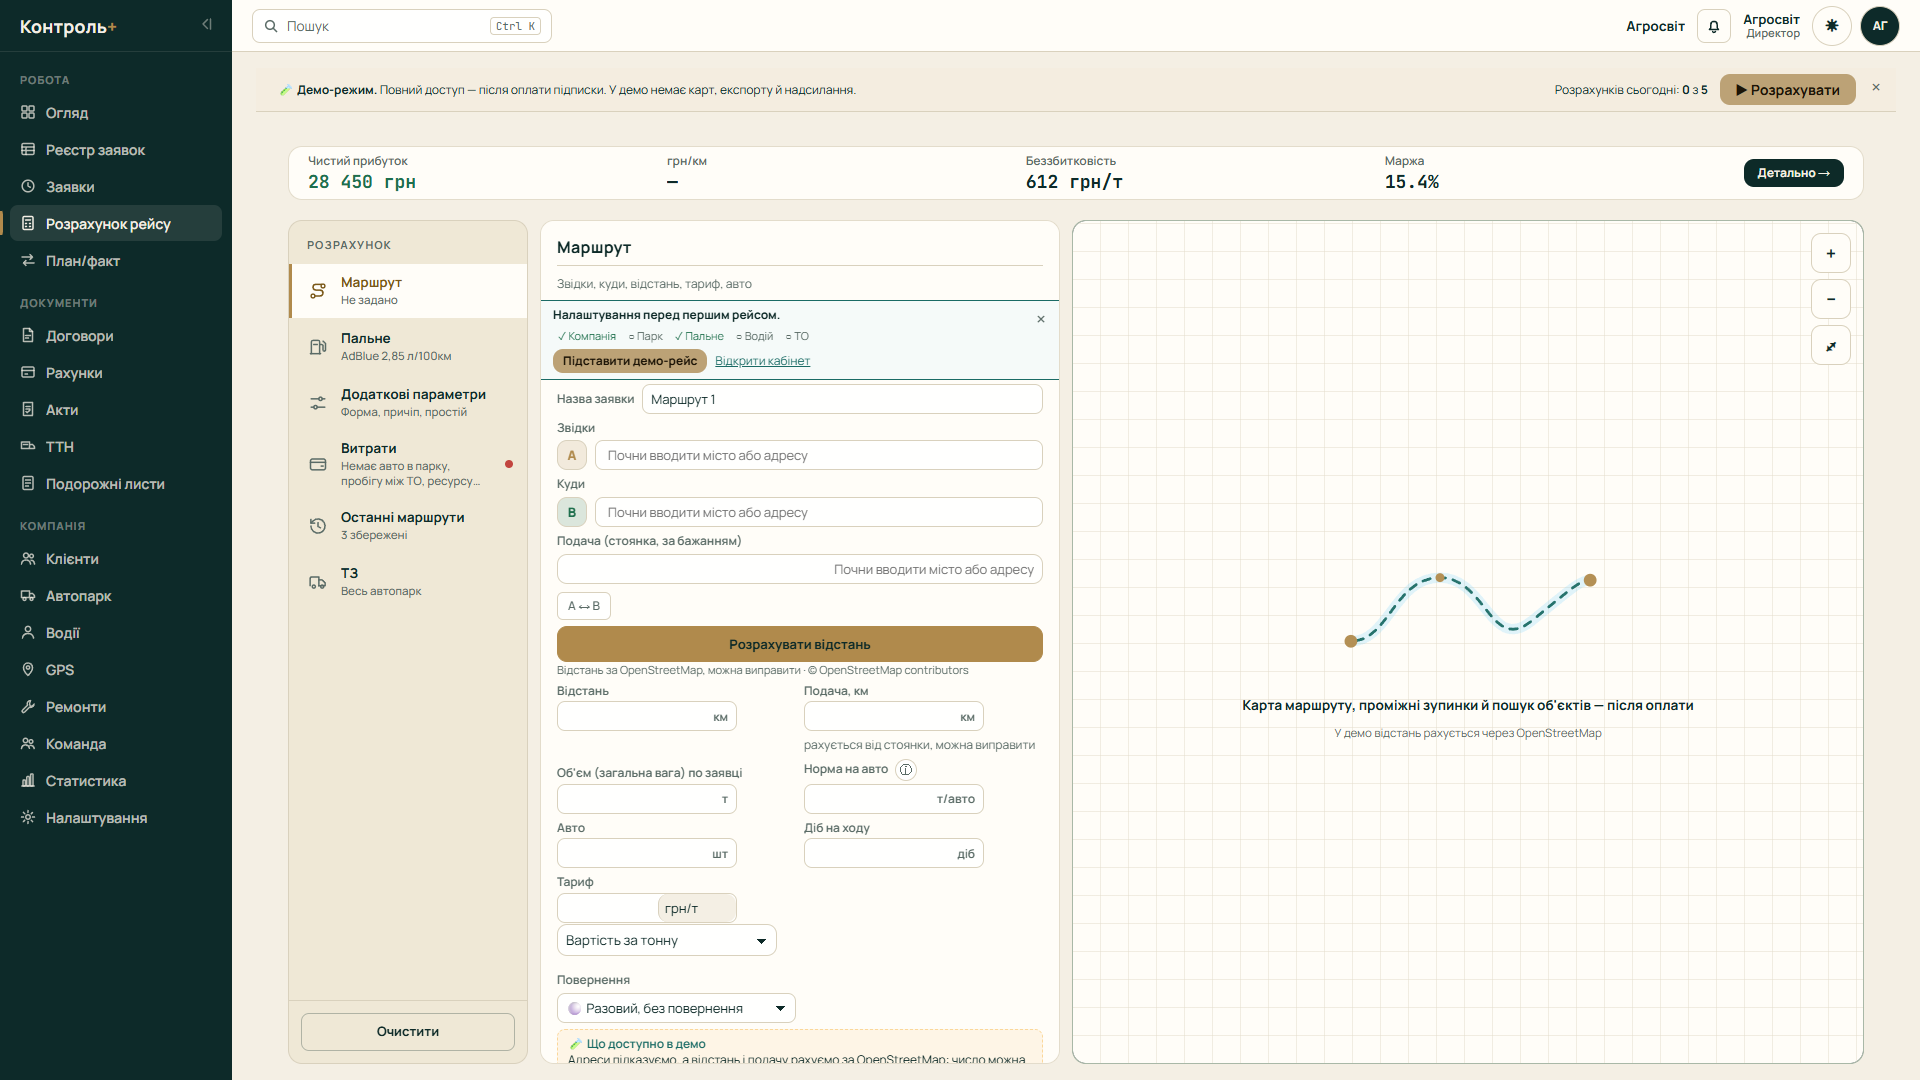 Контроль+
РОБОТА
Огляд
Реєстр заявок
Заявки
Розрахунок рейсу
План/факт
ДОКУМЕНТИ
Договори
Рахунки
Акти
ТТН
Подорожні листи
КОМПАНІЯ
Клієнти
Автопарк
Водії
GPS
Ремонти
Команда
Статистика
Налаштування
Пошук
Ctrl K
Агросвіт
Агросвіт
Директор
АГ
Демо-режим. Повний доступ — після оплати підписки. У демо немає карт, експорту й надсилання.
Розрахунків сьогодні: 0 з 5
▶ Розрахувати
×
Чистий прибуток
28 450 грн
грн/км
—
Беззбитковість
612 грн/т
Маржа
15.4%
Детально →
РОЗРАХУНОК
Маршрут
Не задано
Пальне
AdBlue 2,85 л/100км
Додаткові параметри
Форма, причіп, простій
Витрати
Немає авто в парку,
пробігу між ТО, ресурсу...
Останні маршрути
3 збережені
ТЗ
Весь автопарк
Очистити
Маршрут
Звідки, куди, відстань, тариф, авто
Налаштування перед першим рейсом.
×
✓ Компанія ○ Парк ✓ Пальне ○ Водій ○ ТО
Підставити демо-рейс
Відкрити кабінет
Назва заявки
Маршрут 1
Звідки
A
Почни вводити місто або адресу
Куди
B
Почни вводити місто або адресу
Подача (стоянка, за бажанням)
Почни вводити місто або адресу
A ↔ B
Розрахувати відстань
Відстань за OpenStreetMap, можна виправити · © OpenStreetMap contributors
Відстань
км
Подача, км
км
рахується від стоянки, можна виправити
Об'єм (загальна вага) по заявці
т
Норма на авто ⓘ
т/авто
Авто
шт
Діб на ходу
діб
Тариф
грн/т
Вартість за тонну
Повернення
Разовий, без повернення
Що доступно в демо
Адреси підказуємо, а відстань і подачу рахуємо за OpenStreetMap; число можна
+
−
Карта маршруту, проміжні зупинки й пошук об'єктів — після оплати
У демо відстань рахується через OpenStreetMap